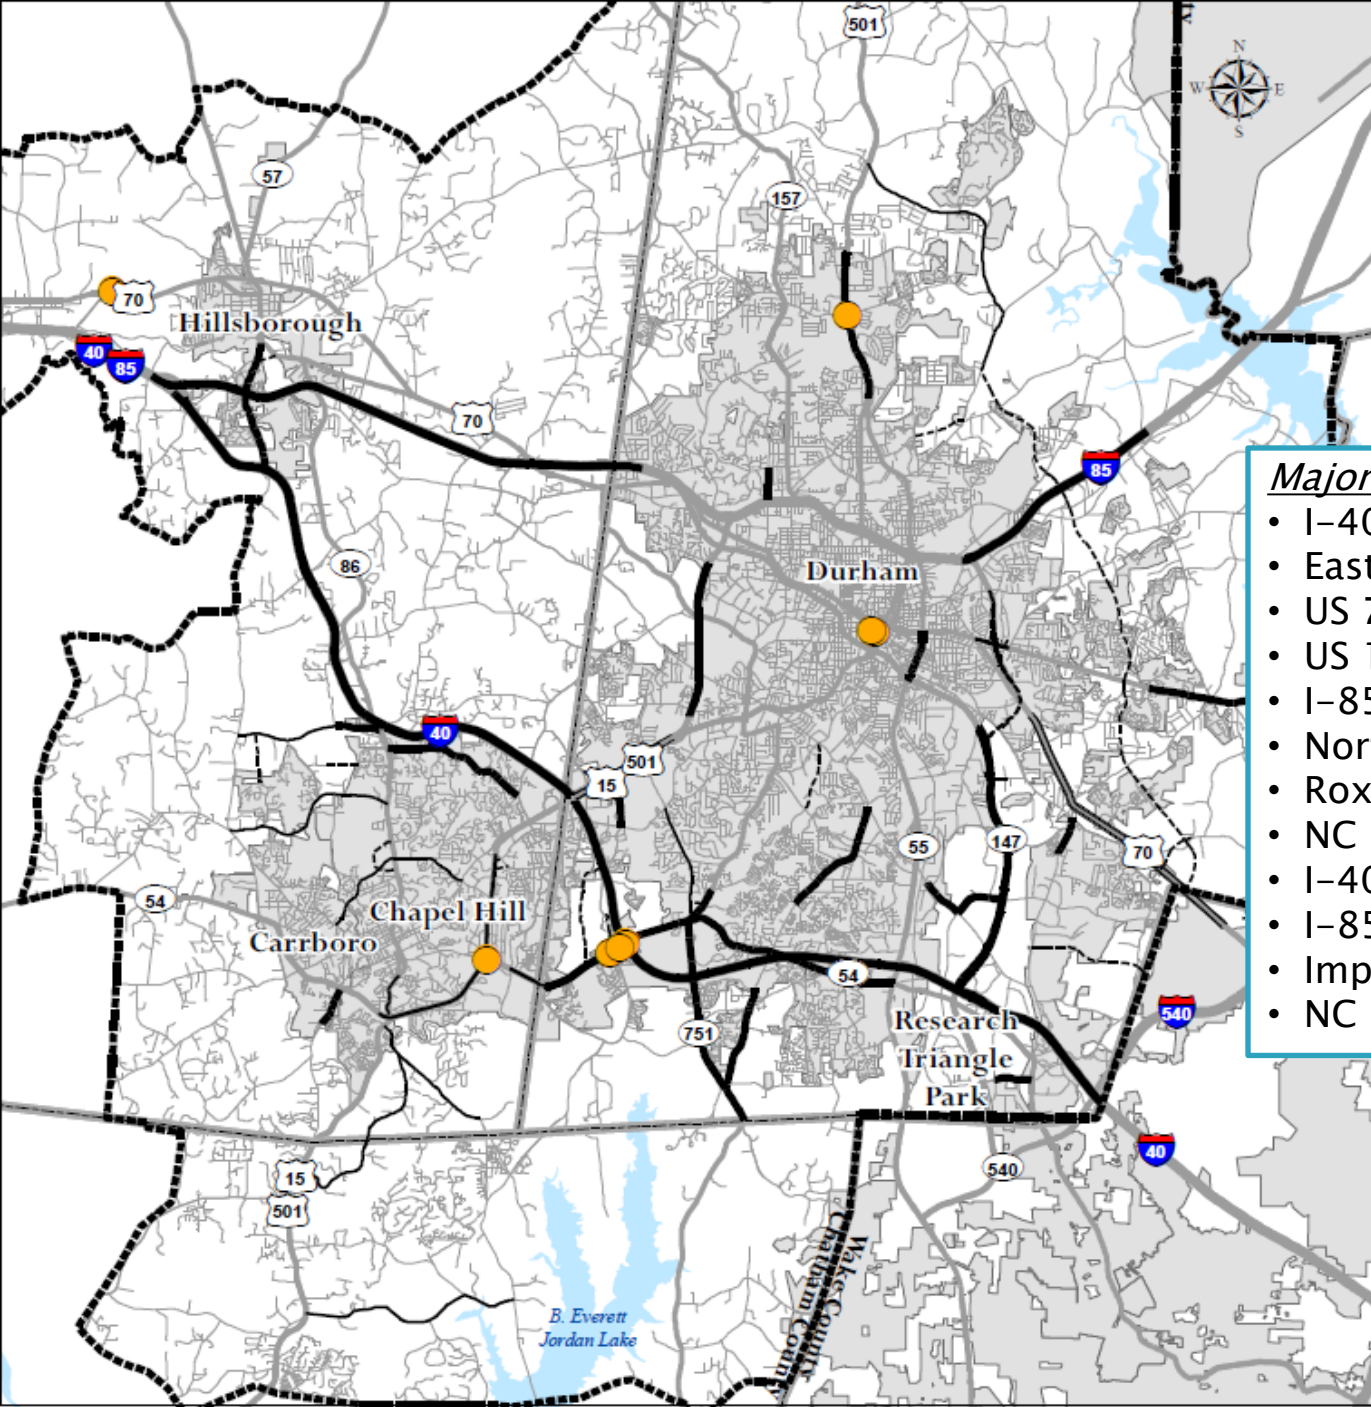 501
ty
N
W E
S
57
157
70
Hillsborough
40
85
70
85
Major
• I-40
• East
• US 7
• US 1
• I-85
• Nor
• Rox
• NC
• I-40
• I-85
• Imp
• NC
86
Durham
40
501
15
55
147
70
54
Chapel Hill
Carrboro
54
751
540
Research
Triangle
Park
40
15
540
501
Wake County
Chatham County
B. Everett
Jordan Lake